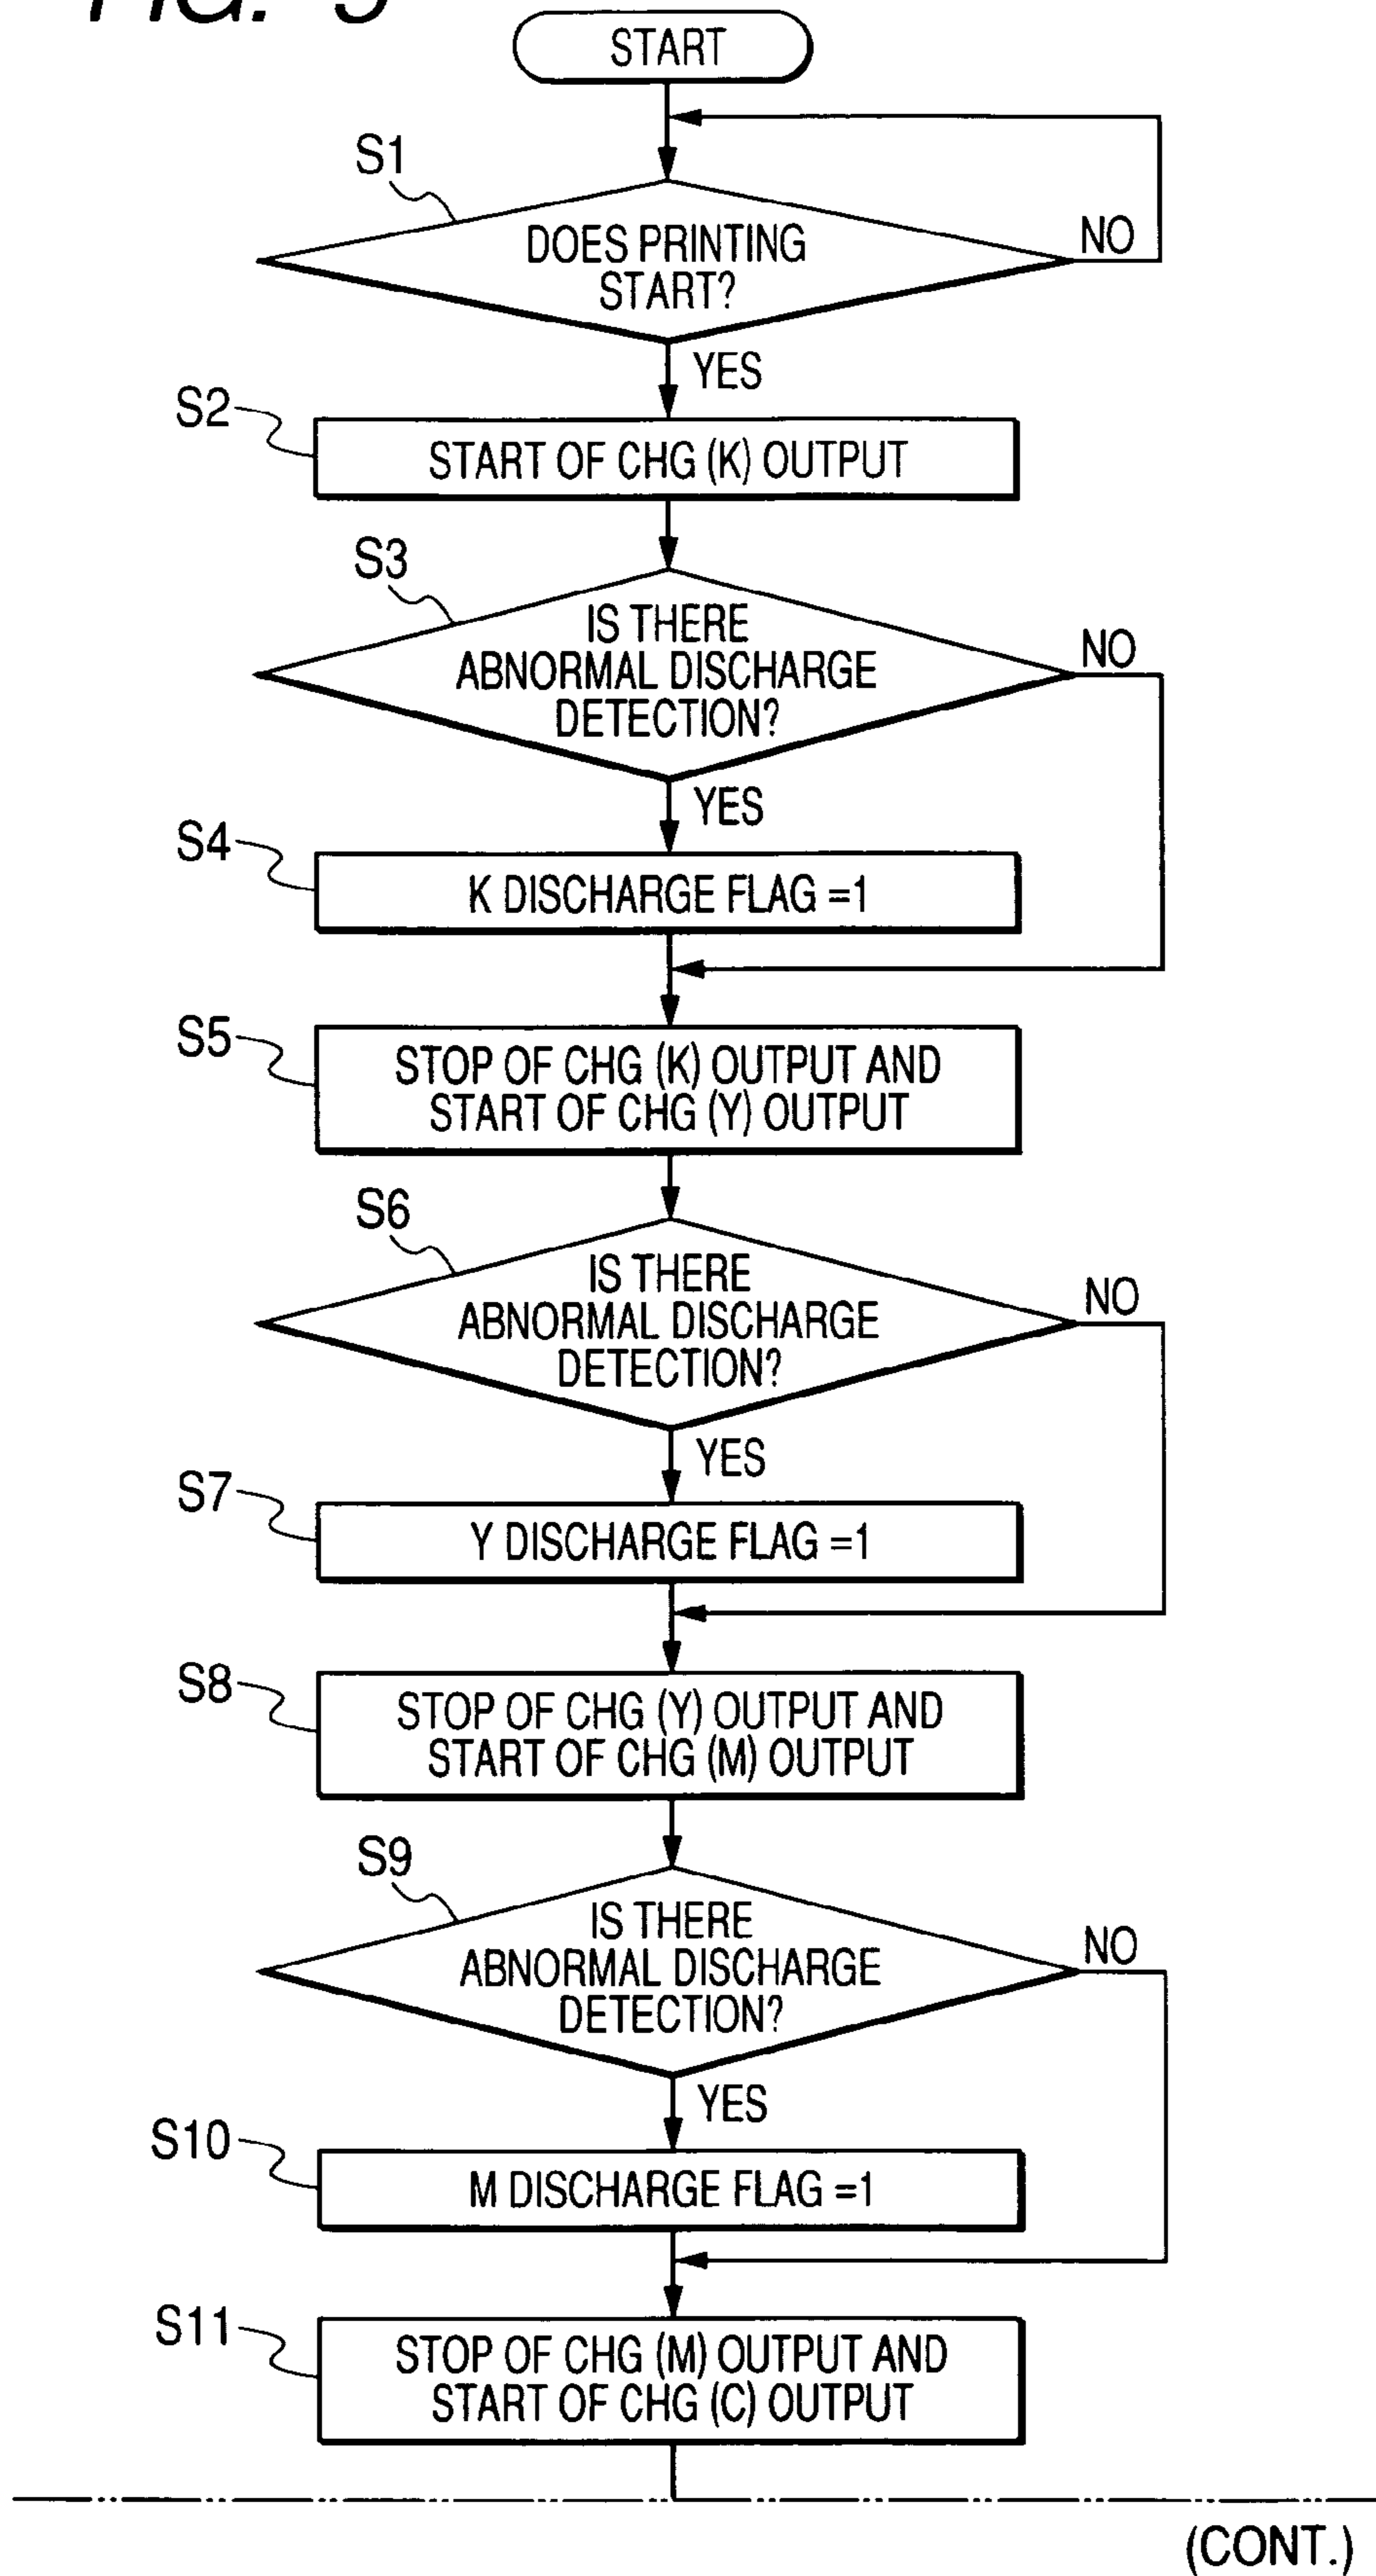 FIG. 9
START
S1
DOES PRINTING
START?
NO
YES
S2
START OF CHG (K) OUTPUT
S3
IS THERE
ABNORMAL DISCHARGE
DETECTION?
NO
YES
S4
K DISCHARGE FLAG =1
S5
STOP OF CHG (K) OUTPUT AND
START OF CHG (Y) OUTPUT
S6
IS THERE
ABNORMAL DISCHARGE
DETECTION?
NO
YES
S7
Y DISCHARGE FLAG =1
S8
STOP OF CHG (Y) OUTPUT AND
START OF CHG (M) OUTPUT
S9
IS THERE
ABNORMAL DISCHARGE
DETECTION?
NO
YES
S10
M DISCHARGE FLAG =1
S11
STOP OF CHG (M) OUTPUT AND
START OF CHG (C) OUTPUT
(CONT.)